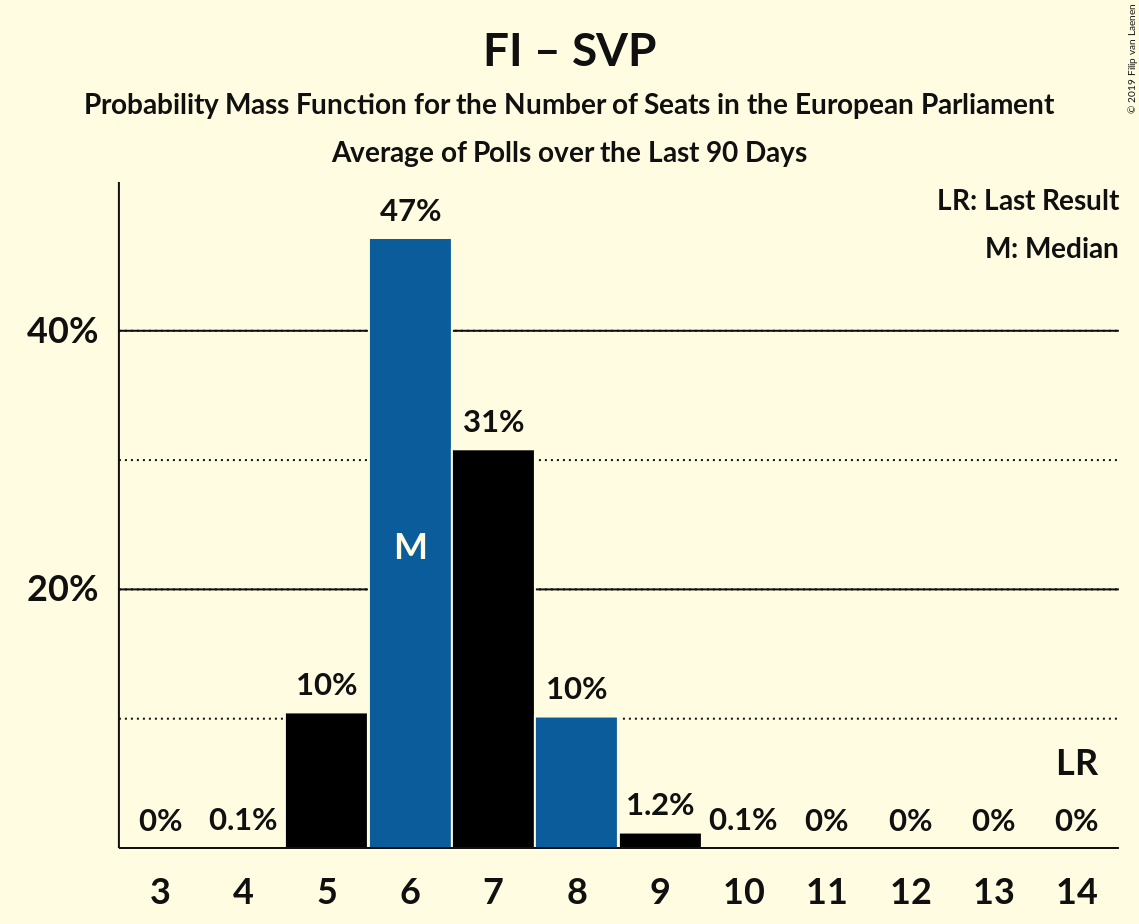 © 2019 Filip van Laenen
FI – SVP
Probability Mass Function for the Number of Seats in the European Parliament
Average of Polls over the Last 90 Days
LR: Last Result
M: Median
47%
40%
31%
M
20%
10%
10%
LR
0%
0.1%
1.2%
0.1%
0%
0%
0%
0%
3 4 5 6 7 8 9 10 11 12 13 14